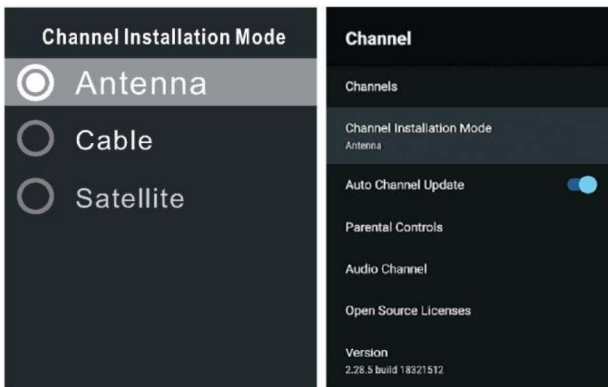 Channel Installation Mode
Antenna
Cable
Satellite
Channel
Channels
Channel Installation Mode
Antenna
Auto Channel Update
Parental Controls
Audio Channel
Open Source Licenses
Version
2.28.5 build 18321512